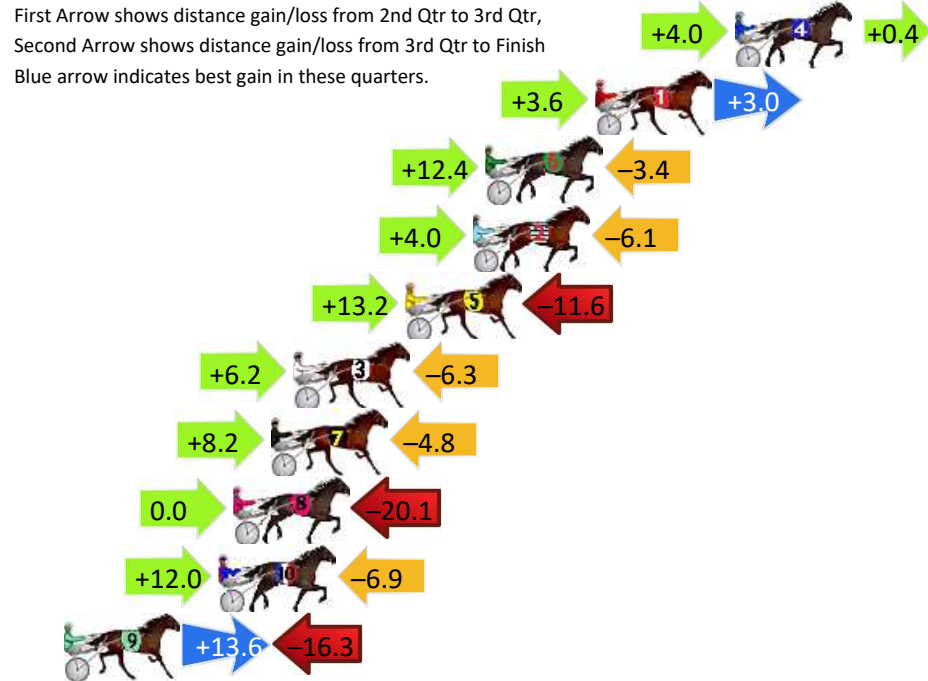 First Arrow shows distance gain/loss from 2nd Qtr to 3rd Qtr,
Second Arrow shows distance gain/loss from 3rd Qtr to Finish
Blue arrow indicates best gain in these quarters.
+4.0 4 +0.4
+3.6 1 +3.0
+12.4 6 –3.4
+4.0 2 –6.1
+13.2 5 –11.6
+6.2 3 –6.3
+8.2 7 –4.8
0.0 8 –20.1
+12.0 10 –6.9
9 +13.6 –16.3